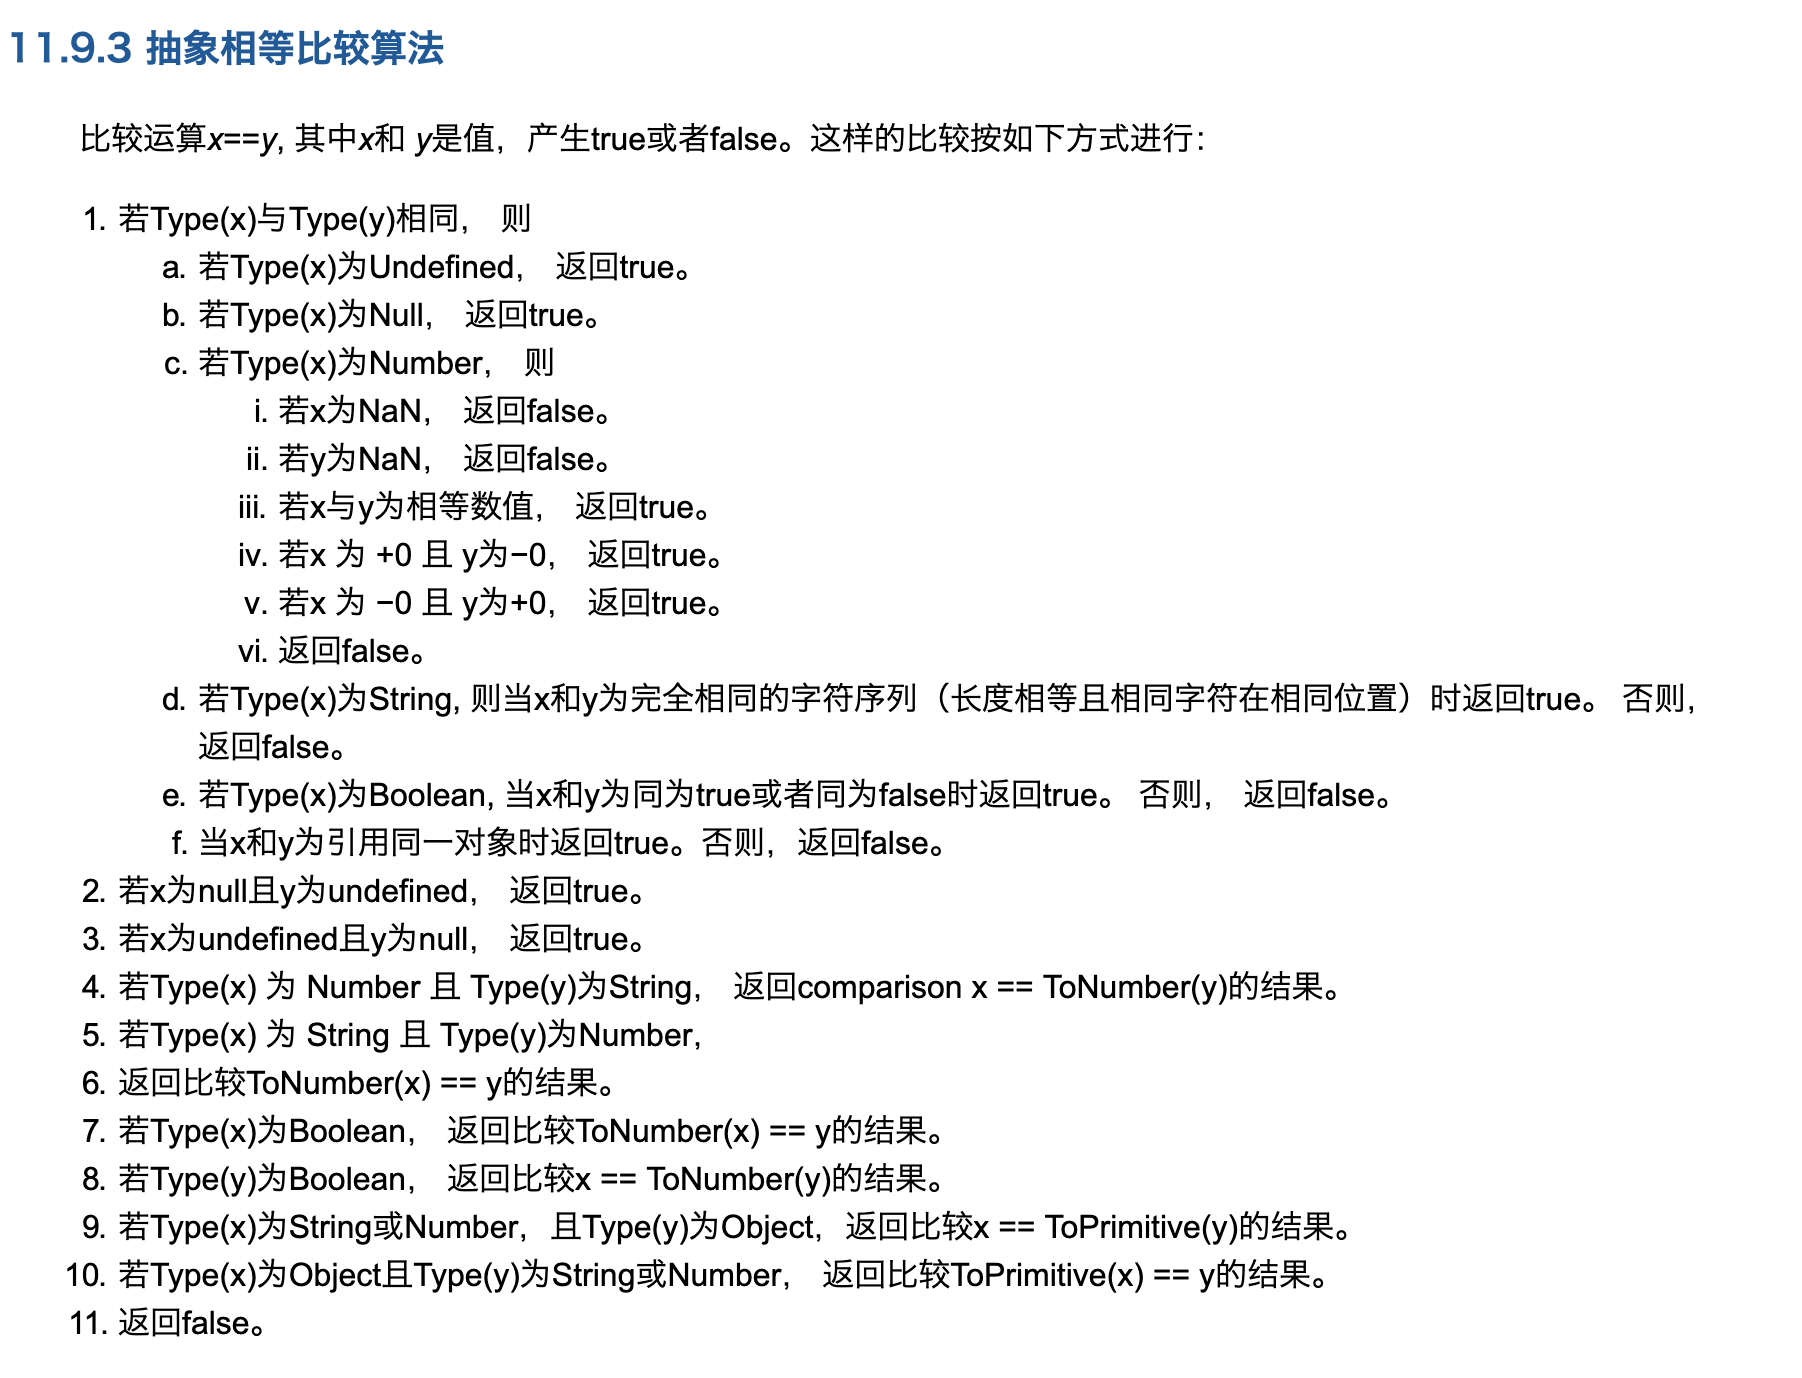 11.9.3 抽象相等比较算法
比较运算x==y, 其中x和 y是值，产生true或者false。这样的比较按如下方式进行：
1. 若Type(x)与Type(y)相同， 则
a. 若Type(x)为Undefined， 返回true。
b. 若Type(x)为Null， 返回true。
c. 若Type(x)为Number， 则
i. 若x为NaN， 返回false。
ii. 若y为NaN， 返回false。
iii. 若x与y为相等数值， 返回true。
iv. 若x 为 +0 且 y为−0， 返回true。
v. 若x 为 −0 且 y为+0， 返回true。
vi. 返回false。
d. 若Type(x)为String, 则当x和y为完全相同的字符序列（长度相等且相同字符在相同位置）时返回true。 否则，
返回false。
e. 若Type(x)为Boolean, 当x和y为同为true或者同为false时返回true。 否则， 返回false。
f. 当x和y为引用同一对象时返回true。否则，返回false。
2. 若x为null且y为undefined， 返回true。
3. 若x为undefined且y为null， 返回true。
4. 若Type(x) 为 Number 且 Type(y)为String， 返回comparison x == ToNumber(y)的结果。
5. 若Type(x) 为 String 且 Type(y)为Number，
6. 返回比较ToNumber(x) == y的结果。
7. 若Type(x)为Boolean， 返回比较ToNumber(x) == y的结果。
8. 若Type(y)为Boolean， 返回比较x == ToNumber(y)的结果。
9. 若Type(x)为String或Number，且Type(y)为Object，返回比较x == ToPrimitive(y)的结果。
10. 若Type(x)为Object且Type(y)为String或Number， 返回比较ToPrimitive(x) == y的结果。
11. 返回false。